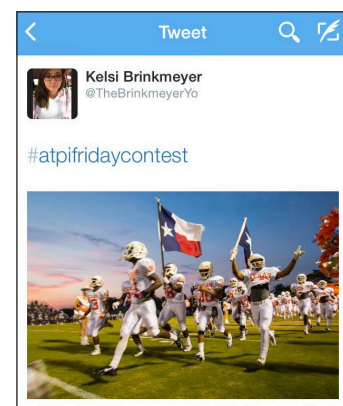 Tweet
Kelsi Brinkmeyer
@TheBrinkmeyerYo
#atpifridaycontest